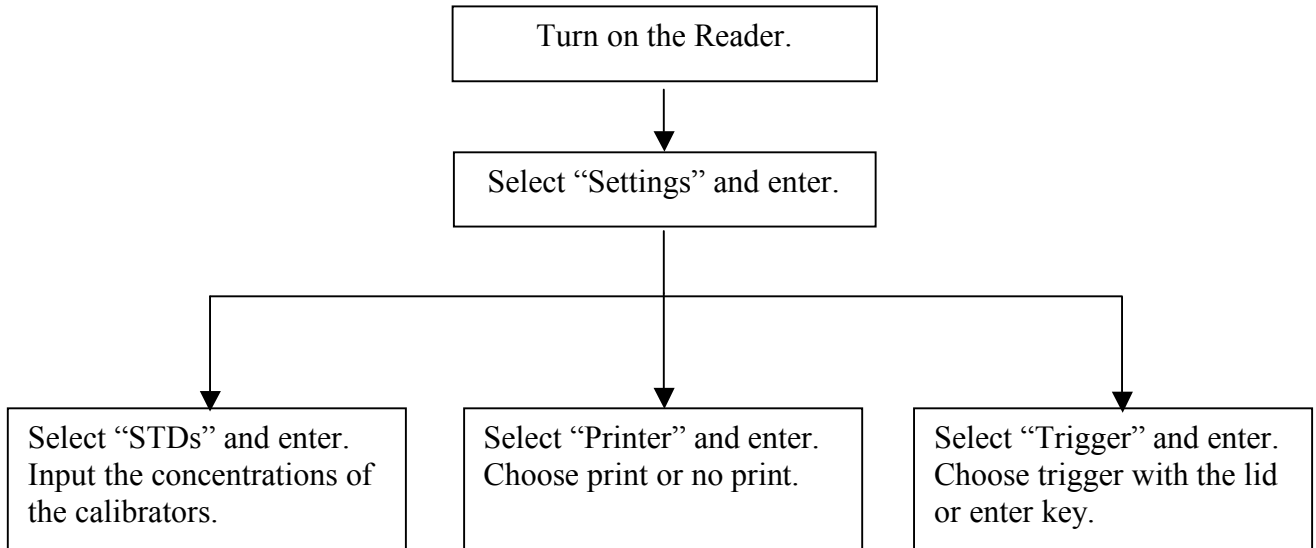 Turn on the Reader.
Select “Settings” and enter.
Select “STDs” and enter.
Input the concentrations of
the calibrators.
Select “Printer” and enter.
Choose print or no print.
Select “Trigger” and enter.
Choose trigger with the lid
or enter key.